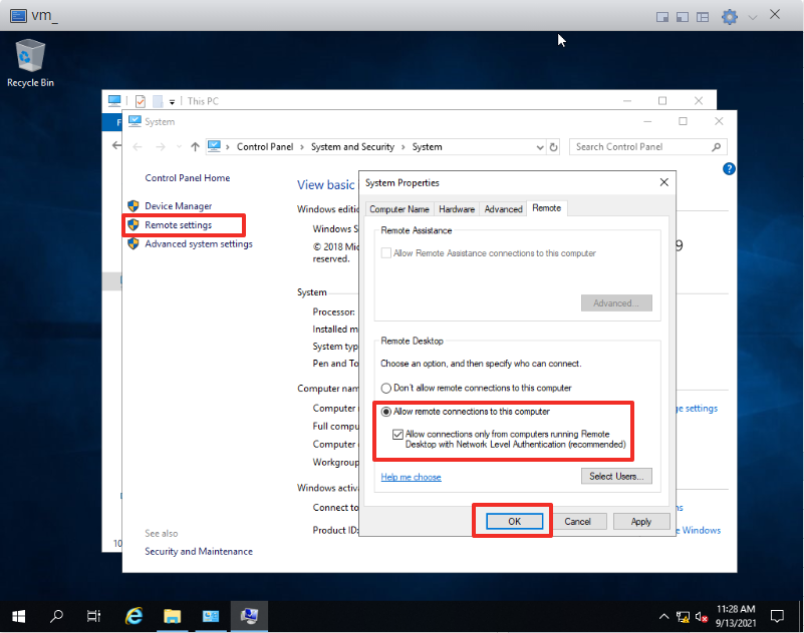 vm_
Recycle Bin
This PC
F
System
Control Panel
System and Security
System
Search Control Panel
?
Control Panel Home
Device Manager
Remote settings
Advanced system settings
View basic
Windows editi
Windows S
© 2018 Mic
reserved.
9
System
Processor:
Installed m
System typ
Pen and To
Computer nam
Computer
Full compu
Computer
Workgroup
ge settings
Windows activa
Connect to
Product ID:
ns
e Windows
System Properties
Computer Name
Hardware
Advanced
Remote
Remote Assistance
Allow Remote Assistance connections to this computer
Advanced...
Remote Desktop
Choose an option, and then specify who can connect.
Don't allow remote connections to this computer
Allow remote connections to this computer
Allow connections only from computers running Remote
Desktop with Network Level Authentication (recommended)
Help me choose
Select Users...
OK
Cancel
Apply
See also
Security and Maintenance
10
11:28 AM
9/13/2021